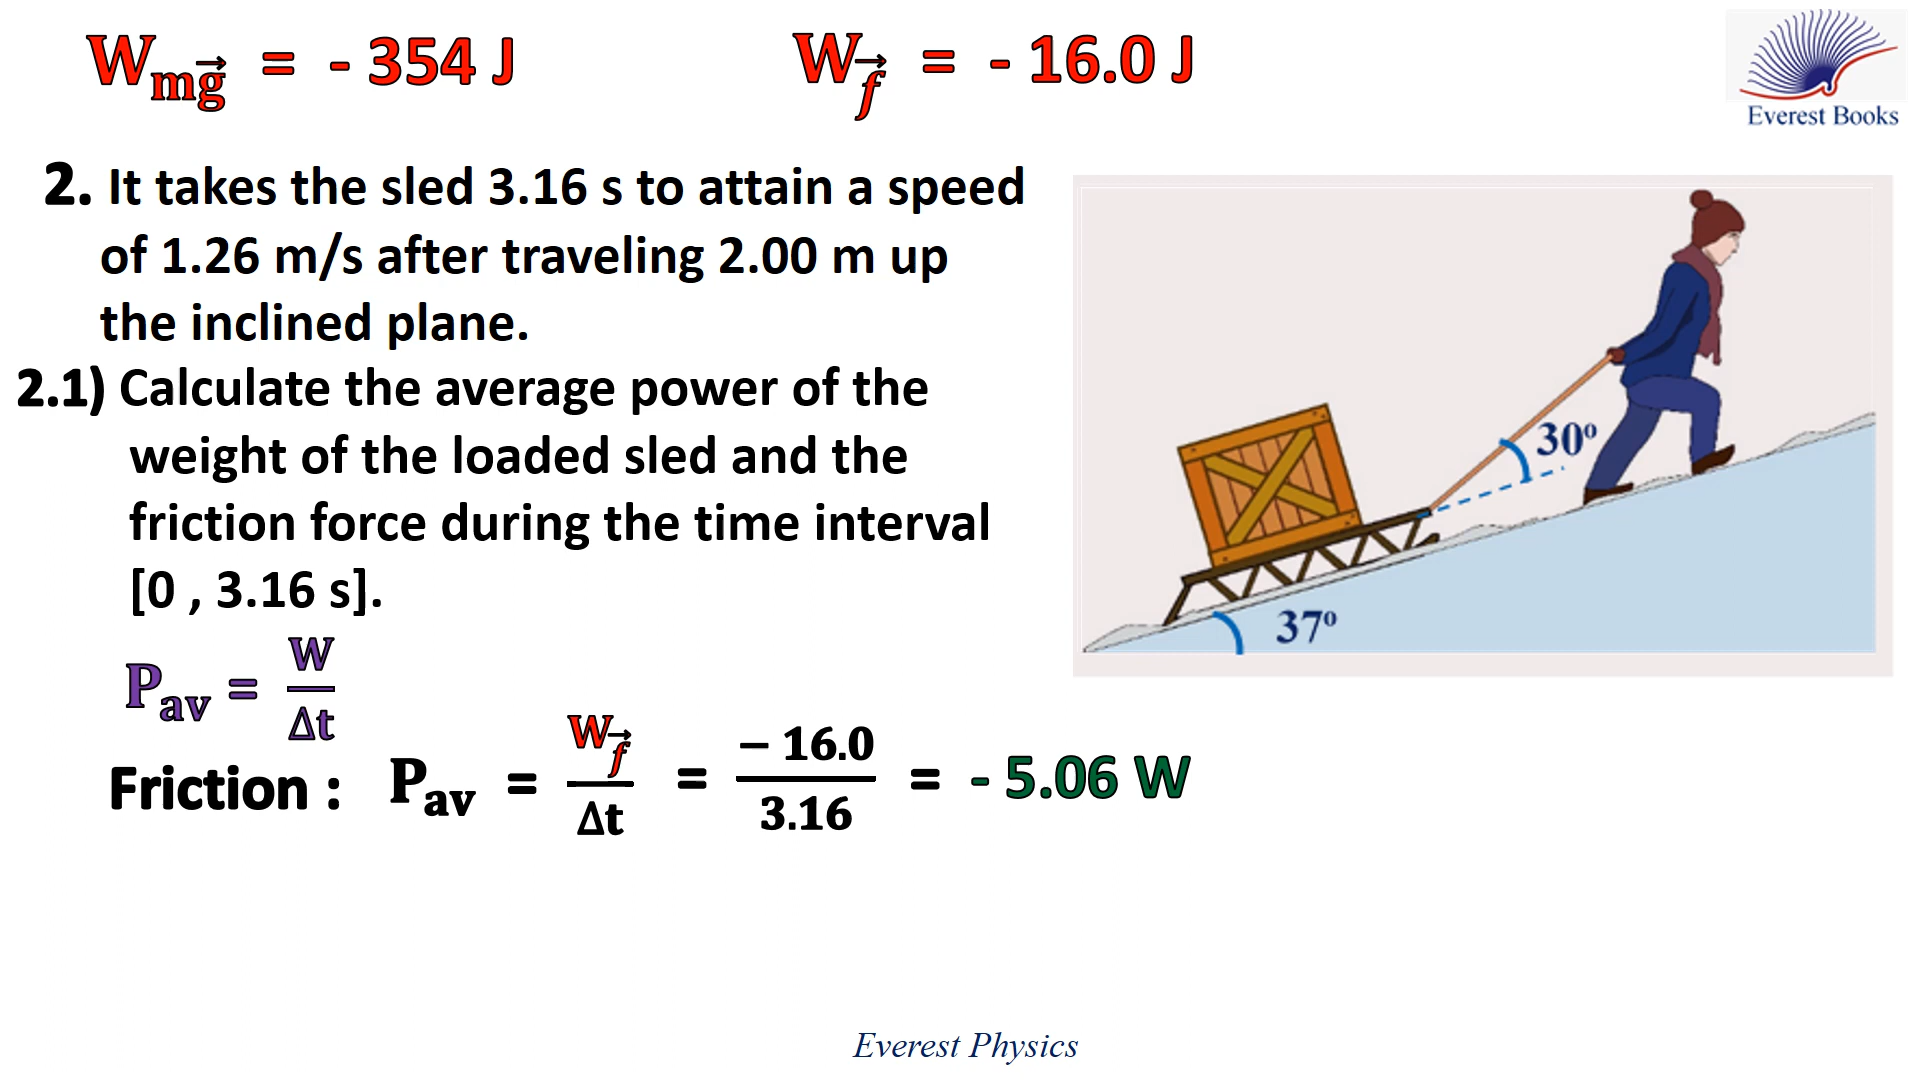 W_mg⃗ = - 354 J
W_f⃗ = - 16.0 J
Everest Books
2. It takes the sled 3.16 s to attain a speed
of 1.26 m/s after traveling 2.00 m up
the inclined plane.
2.1) Calculate the average power of the
weight of the loaded sled and the
friction force during the time interval
[0 , 3.16 s].
30º
37º
P_av = W/Δt
Friction : P_av = W_f⃗/Δt = – 16.0/3.16 = - 5.06 W
Everest Physics